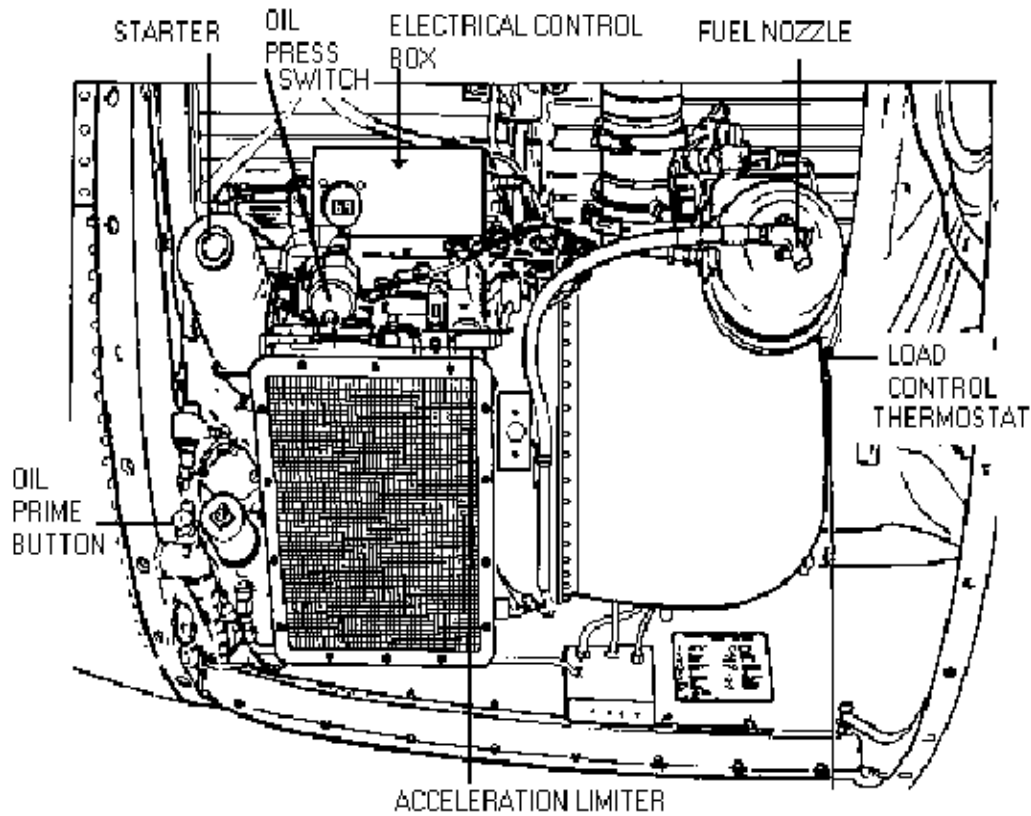 STARTER
OIL
PRESS
SWITCH
ELECTRICAL CONTROL
BOX
FUEL NOZZLE
LOAD
CONTROL
THERMOSTAT
OIL
PRIME
BUTTON
ACCELERATION LIMITER